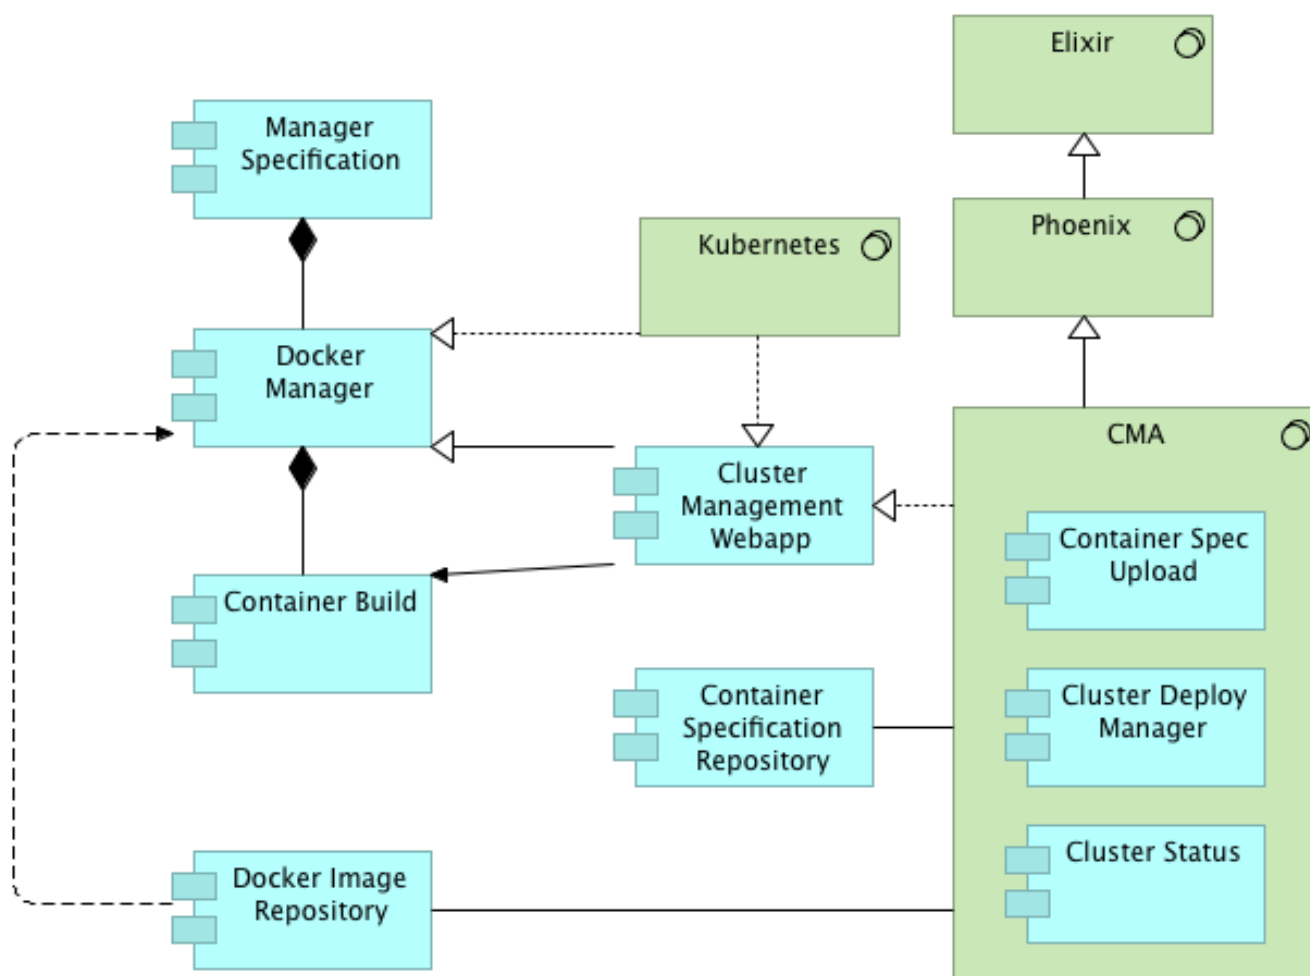 Elixir
Manager
Specification
Phoenix
Kubernetes
Docker
Manager
CMA
Cluster
Management
Webapp
Container Spec
Upload
Container Build
Container
Specification
Repository
Cluster Deploy
Manager
Docker Image
Repository
Cluster Status